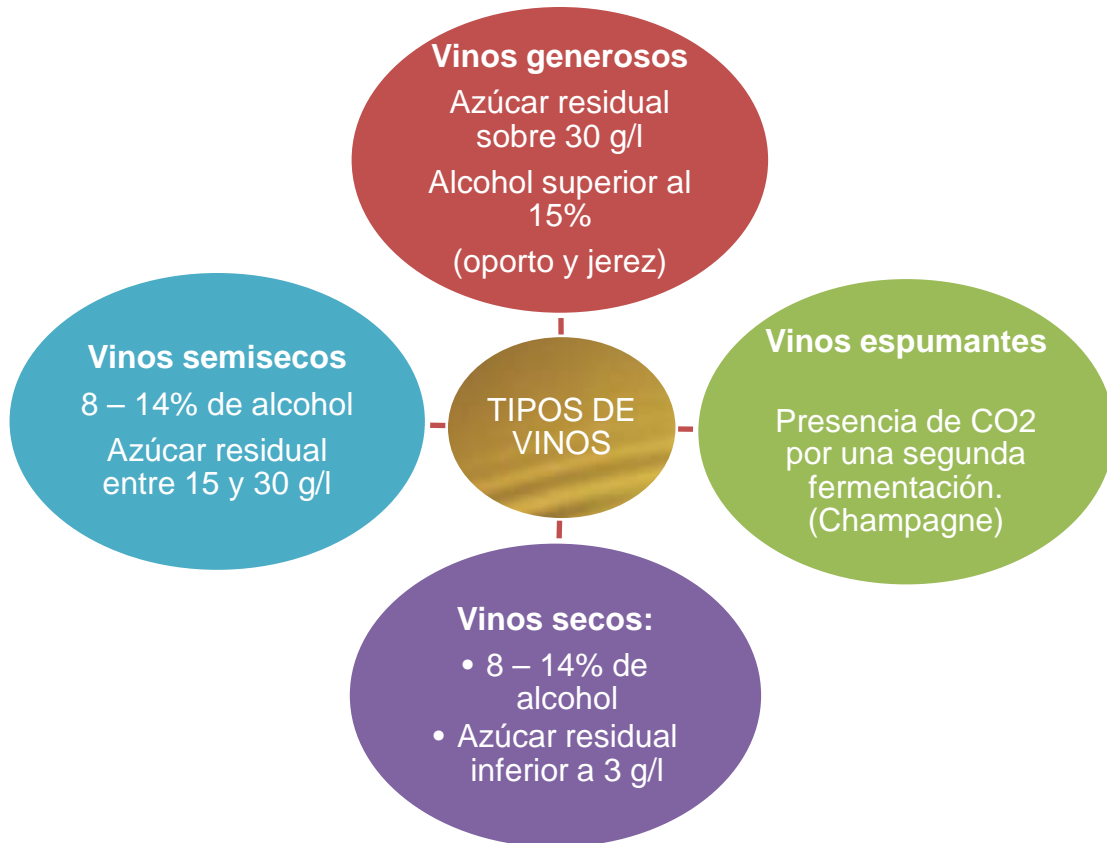 Vinos generosos
Azúcar residual
sobre 30 g/l
Alcohol superior al
15%
(oporto y jerez)
Vinos semisecos
8 – 14% de alcohol
Azúcar residual
entre 15 y 30 g/l
TIPOS DE
VINOS
Vinos espumantes
Presencia de CO2
por una segunda
fermentación.
(Champagne)
Vinos secos:
• 8 – 14% de
alcohol
• Azúcar residual
inferior a 3 g/l